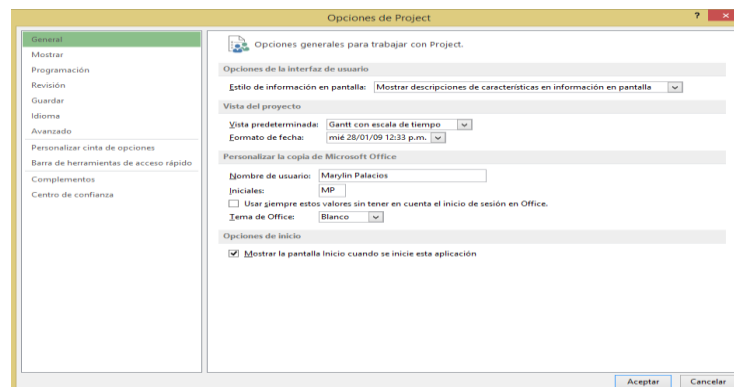 Opciones de Project
? ×
General
Mostrar
Programación
Revisión
Guardar
Idioma
Avanzado
Personalizar cinta de opciones
Barra de herramientas de acceso rápido
Complementos
Centro de confianza
Opciones generales para trabajar con Project.
Opciones de la interfaz de usuario
Estilo de información en pantalla: Mostrar descripciones de características en información en pantalla
Vista del proyecto
Vista predeterminada: Gantt con escala de tiempo
Formato de fecha: mié 28/01/09 12:33 p.m.
Personalizar la copia de Microsoft Office
Nombre de usuario: Marylin Palacios
Iniciales: MP
Usar siempre estos valores sin tener en cuenta el inicio de sesión en Office.
Tema de Office: Blanco
Opciones de inicio
Mostrar la pantalla Inicio cuando se inicie esta aplicación
Aceptar Cancelar